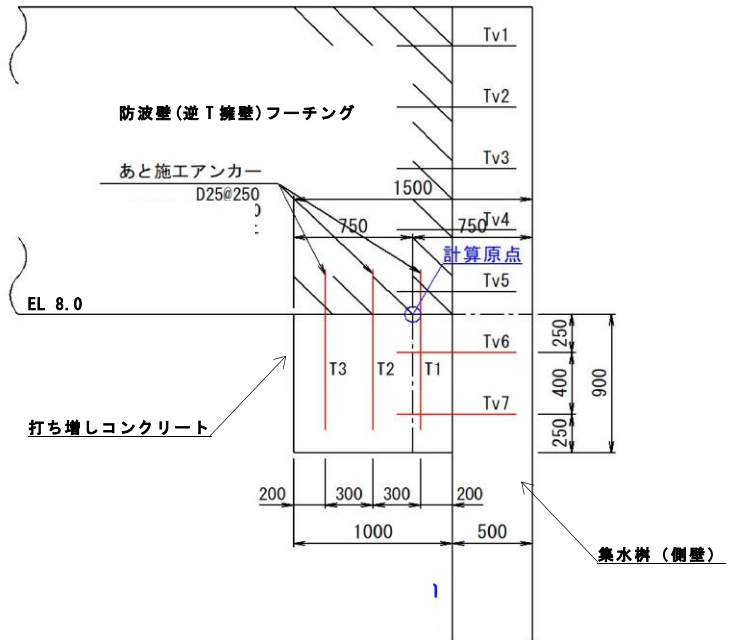 Tv1
Tv2
防波壁(逆T擁壁)フーチング
Tv3
あと施工アンカー
D25@250
1500
750
750
Tv4
計算原点
Tv5
EL 8.0
Tv6
250
T3
T2
T1
400
900
Tv7
打ち増しコンクリート
250
200
300
300
200
1000
500
集水桝（側壁）